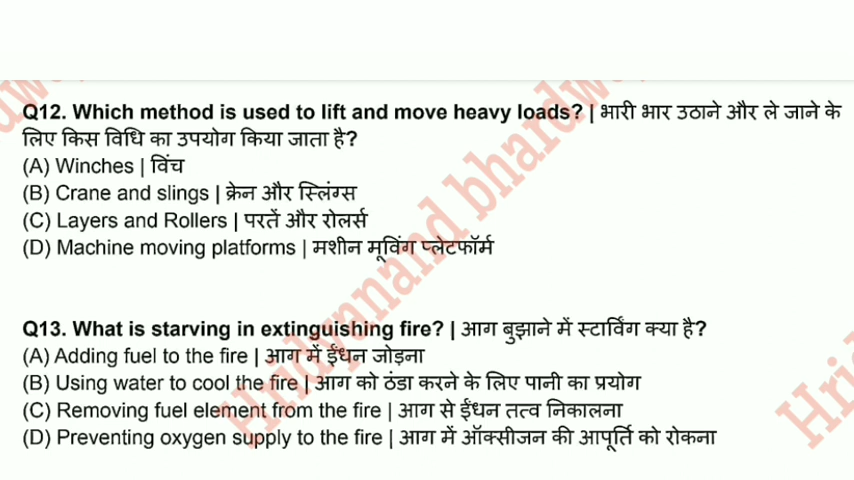 Q12. Which method is used to lift and move heavy loads? | भारी भार उठाने और ले जाने के
लिए किस विधि का उपयोग किया जाता है?
(A) Winches | विंच
(B) Crane and slings | क्रेन और स्लिंग्स
(C) Layers and Rollers | परतें और रोलर्स
(D) Machine moving platforms | मशीन मूविंग प्लेटफॉर्म
Q13. What is starving in extinguishing fire? | आग बुझाने में स्टार्विंग क्या है?
(A) Adding fuel to the fire | आग में ईंधन जोड़ना
(B) Using water to cool the fire | आग को ठंडा करने के लिए पानी का प्रयोग
(C) Removing fuel element from the fire | आग से ईंधन तत्व निकालना
(D) Preventing oxygen supply to the fire | आग में ऑक्सीजन की आपूर्ति को रोकना
Hridyanand bhardw
Hrid